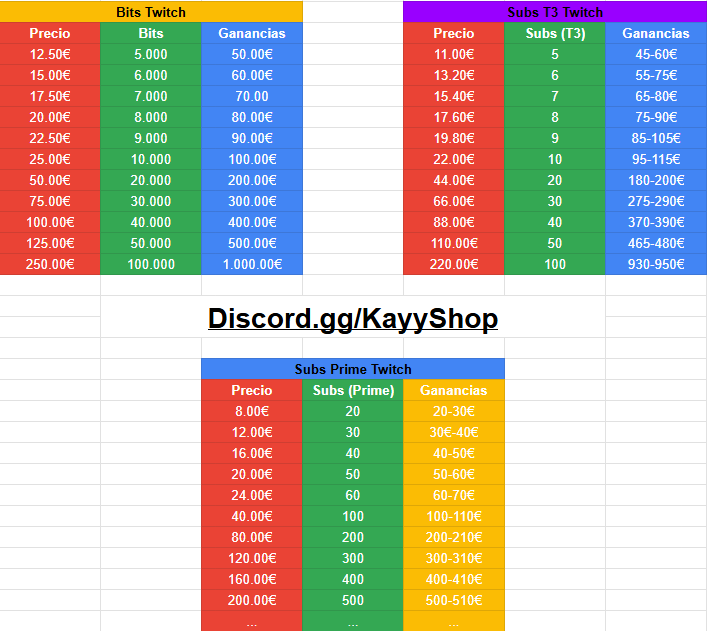 Bits Twitch
Precio Bits Ganancias
12.50€ 5.000 50.00€
15.00€ 6.000 60.00€
17.50€ 7.000 70.00
20.00€ 8.000 80.00€
22.50€ 9.000 90.00€
25.00€ 10.000 100.00€
50.00€ 20.000 200.00€
75.00€ 30.000 300.00€
100.00€ 40.000 400.00€
125.00€ 50.000 500.00€
250.00€ 100.000 1.000.00€
Subs T3 Twitch
Precio Subs (T3) Ganancias
11.00€ 5 45-60€
13.20€ 6 55-75€
15.40€ 7 65-80€
17.60€ 8 75-90€
19.80€ 9 85-105€
22.00€ 10 95-115€
44.00€ 20 180-200€
66.00€ 30 275-290€
88.00€ 40 370-390€
110.00€ 50 465-480€
220.00€ 100 930-950€
Discord.gg/KayyShop
Subs Prime Twitch
Precio Subs (Prime) Ganancias
8.00€ 20 20-30€
12.00€ 30 30€-40€
16.00€ 40 40-50€
20.00€ 50 50-60€
24.00€ 60 60-70€
40.00€ 100 100-110€
80.00€ 200 200-210€
120.00€ 300 300-310€
160.00€ 400 400-410€
200.00€ 500 500-510€
... ... ...